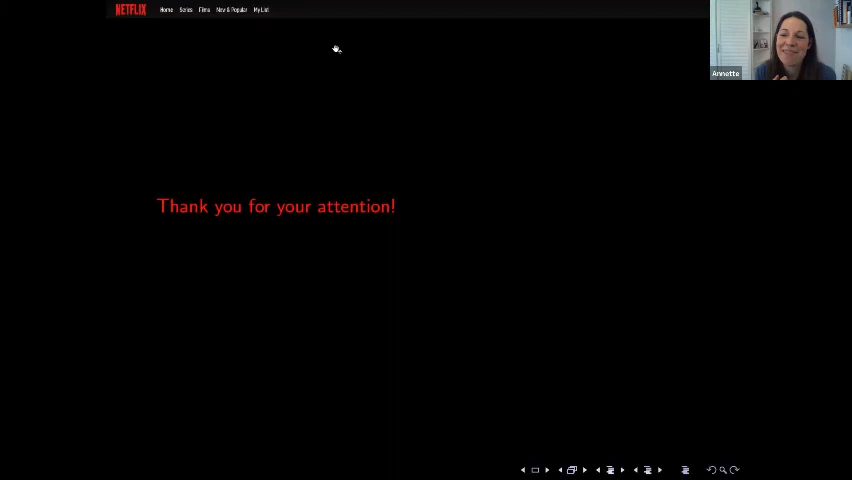 NETFLIX Home Series Films New & Popular My List
Annette
Thank you for your attention!